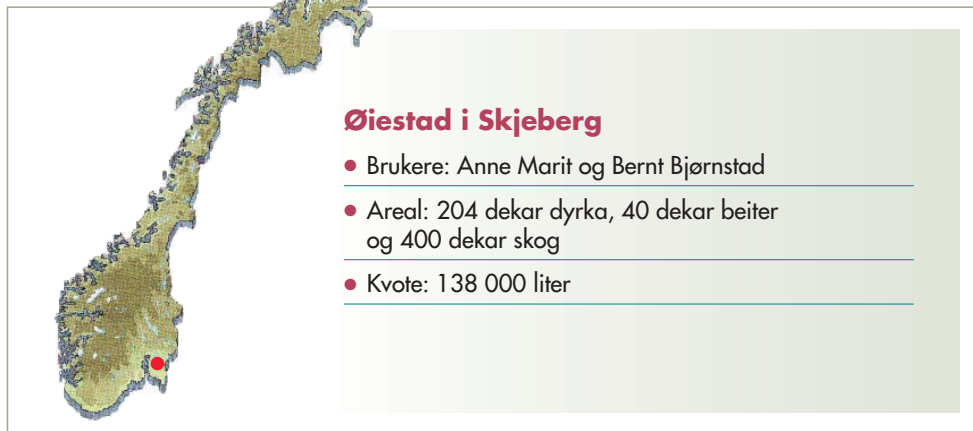 Øiestad i Skjeberg
● Brukere: Anne Marit og Bernt Bjørnstad
● Areal: 204 dekar dyrka, 40 dekar beiter
og 400 dekar skog
● Kvote: 138 000 liter